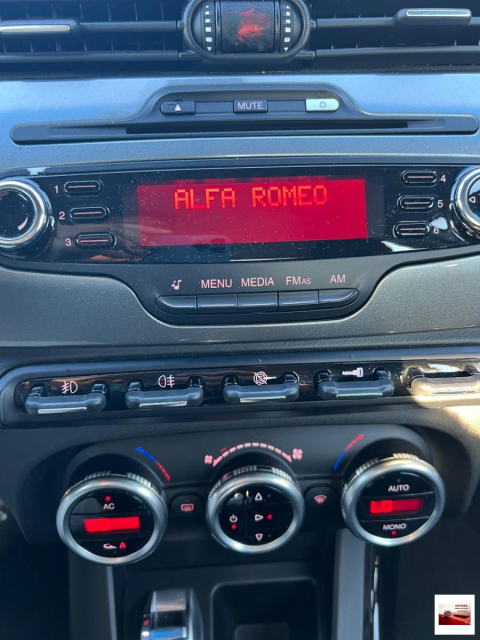 MUTE
1
2
3
ALFA ROMEO
4
5
6
MENU MEDIA FMAS AM
AC
AUTO
MONO